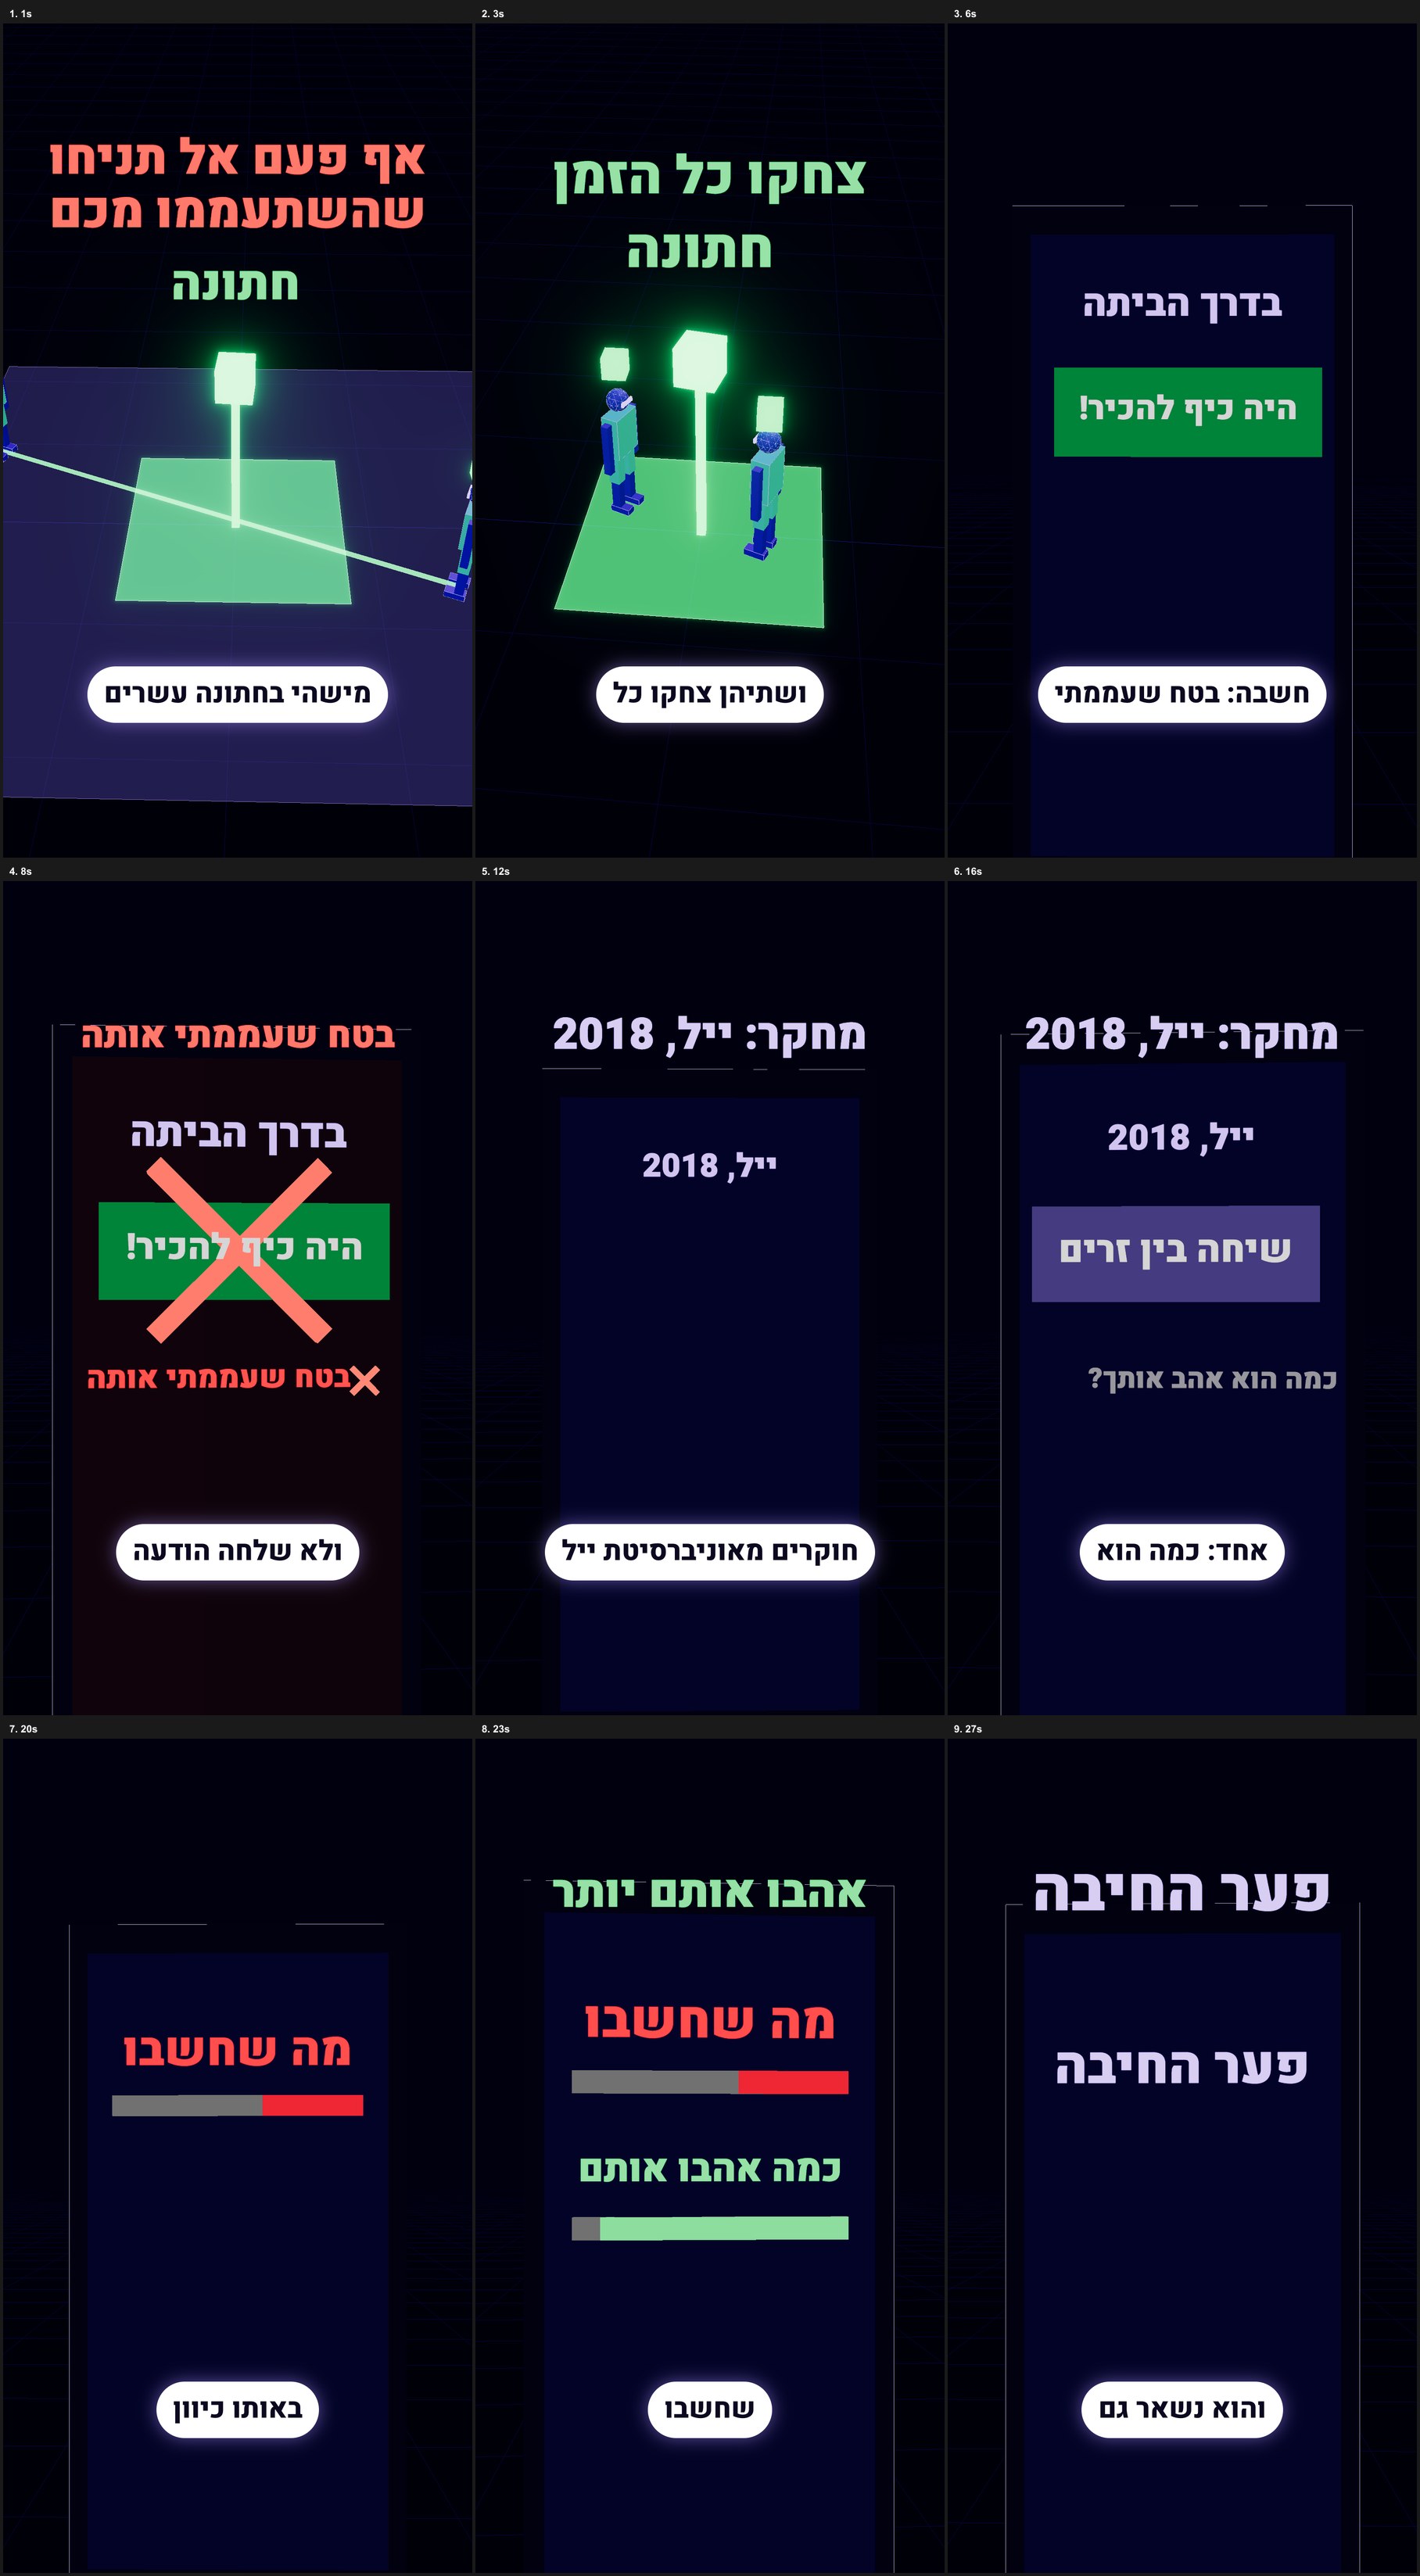 1. 1s
אף פעם אל תניחו
שהשתעממו מכם
חתונה
מישהי בחתונה עשרים
2. 3s
צחקו כל הזמן
חתונה
ושתיהן צחקו כל
3. 6s
בדרך הביתה
היה כיף להכיר!
חשבה: בטח שעממתי
4. 8s
בטח שעממתי אותה
בדרך הביתה
היה כיף להכיר!
בטח שעממתי אותה
ולא שלחה הודעה
5. 12s
מחקר: ייל, 2018
ייל, 2018
חוקרים מאוניברסיטת ייל
6. 16s
מחקר: ייל, 2018
ייל, 2018
שיחה בין זרים
כמה הוא אהב אותך?
אחד: כמה הוא
7. 20s
מה שחשבו
באותו כיוון
8. 23s
אהבו אותם יותר
מה שחשבו
כמה אהבו אותם
שחשבו
9. 27s
פער החיבה
פער החיבה
והוא נשאר גם